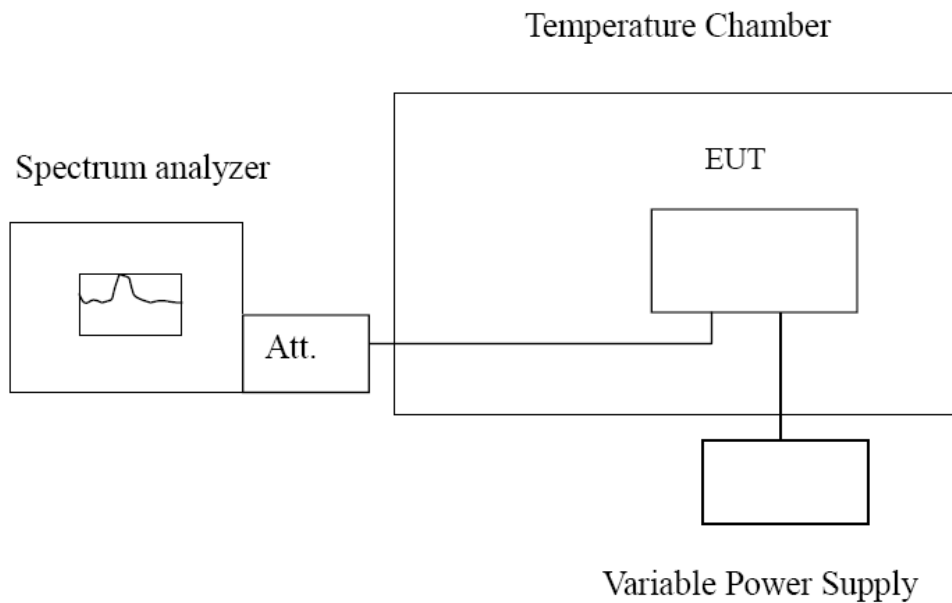 Temperature Chamber
Spectrum analyzer
EUT
Att.
Variable Power Supply